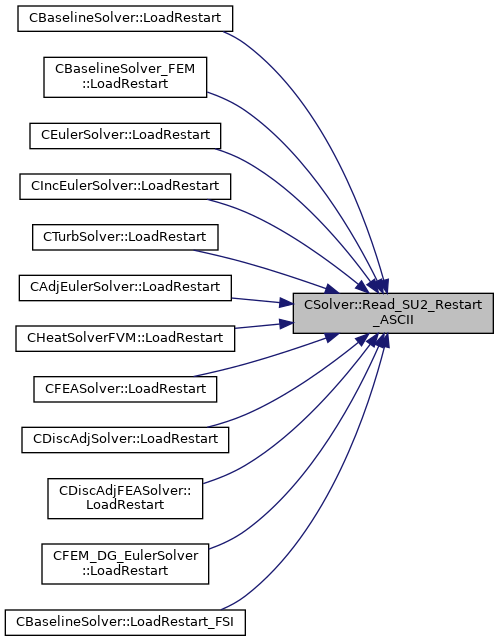 CBaselineSolver::LoadRestart
CBaselineSolver_FEM
::LoadRestart
CEulerSolver::LoadRestart
CIncEulerSolver::LoadRestart
CTurbSolver::LoadRestart
CAdjEulerSolver::LoadRestart
CSolver::Read_SU2_Restart
_ASCII
CHeatSolverFVM::LoadRestart
CFEASolver::LoadRestart
CDiscAdjSolver::LoadRestart
CDiscAdjFEASolver::
LoadRestart
CFEM_DG_EulerSolver
::LoadRestart
CBaselineSolver::LoadRestart_FSI